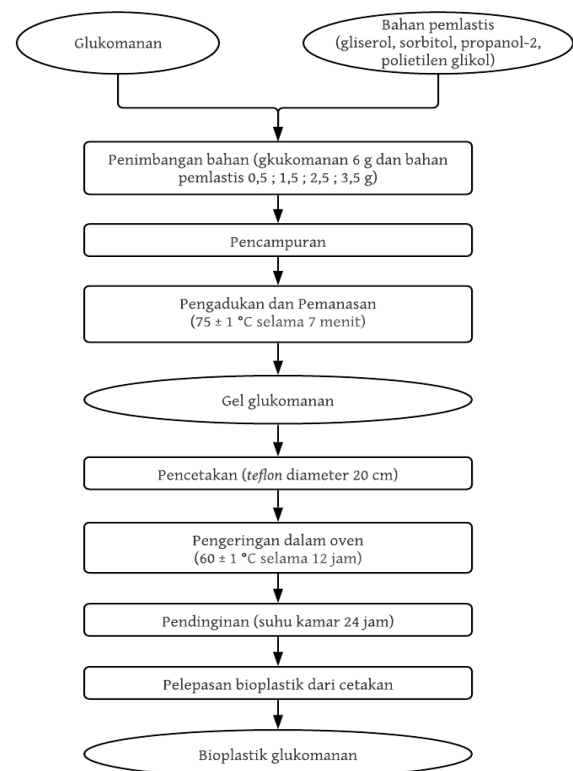 Glukomanan
Bahan pemlastis
(gliserol, sorbitol, propanol-2,
polietilen glikol)
Penimbangan bahan (gkukomanan 6 g dan bahan
pemlastis 0,5 ; 1,5 ; 2,5 ; 3,5 g)
Pencampuran
Pengadukan dan Pemanasan
(75 ± 1 °C selama 7 menit)
Gel glukomanan
Pencetakan (teflon diameter 20 cm)
Pengeringan dalam oven
(60 ± 1 °C selama 12 jam)
Pendinginan (suhu kamar 24 jam)
Pelepasan bioplastik dari cetakan
Bioplastik glukomanan